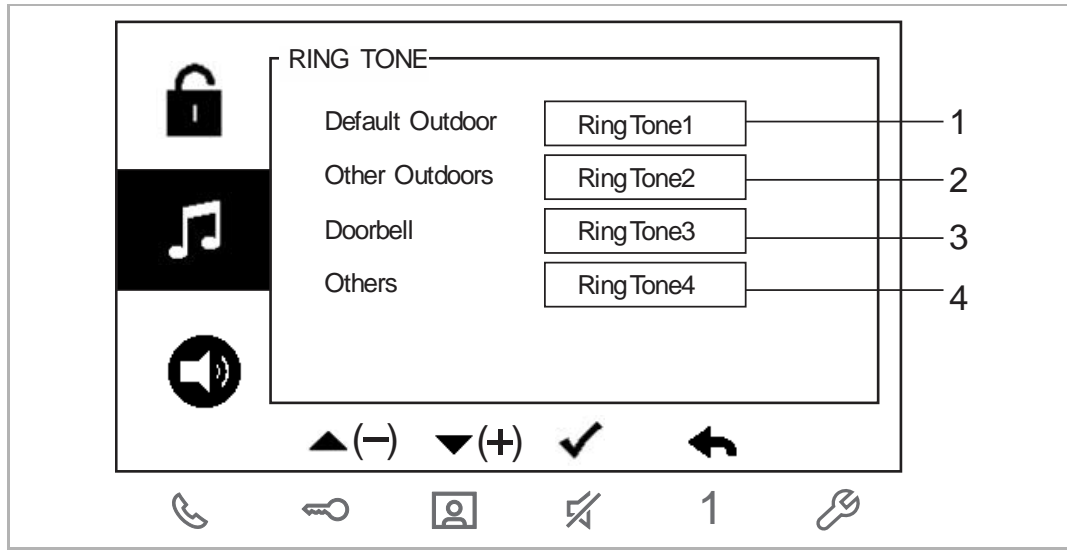 RING TONE
Default Outdoor RingTone1 1
Other Outdoors RingTone2 2
Doorbell RingTone3 3
Others RingTone4 4
(−) (+)
1